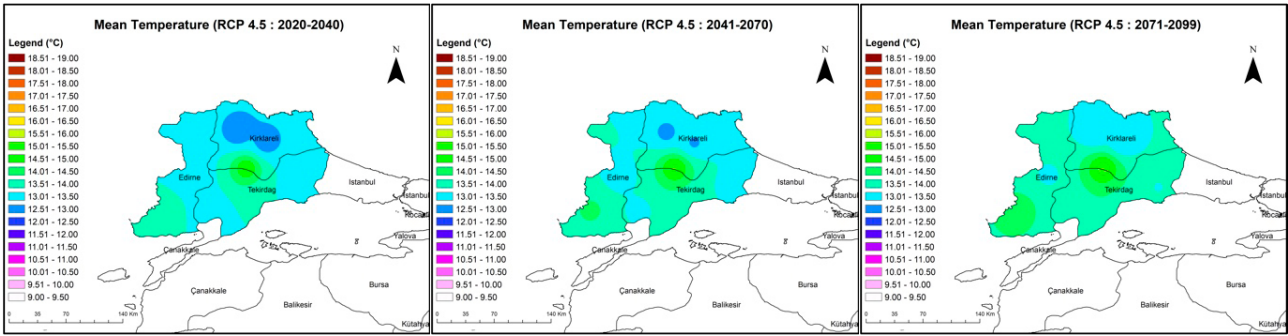 Mean Temperature (RCP 4.5 : 2020-2040)
Legend (°C)
18.51 - 19.00
18.01 - 18.50
17.51 - 18.00
17.01 - 17.50
16.51 - 17.00
16.01 - 16.50
15.51 - 16.00
15.01 - 15.50
14.51 - 15.00
14.01 - 14.50
13.51 - 14.00
13.01 - 13.50
12.51 - 13.00
12.01 - 12.50
11.51 - 12.00
11.01 - 11.50
10.51 - 11.00
10.01 - 10.50
9.51 - 10.00
9.00 - 9.50
N
Kirklareli
Edirne
Tekirdag
Istanbul
Kocae
Yalova
Çanakkale
Çanakkale
Balikesir
Bursa
Kütahya
70
35
0
140 Km
Mean Temperature (RCP 4.5 : 2041-2070)
Legend (°C)
18.51 - 19.00
18.01 - 18.50
17.51 - 18.00
17.01 - 17.50
16.51 - 17.00
16.01 - 16.50
15.51 - 16.00
15.01 - 15.50
14.51 - 15.00
14.01 - 14.50
13.51 - 14.00
13.01 - 13.50
12.51 - 13.00
12.01 - 12.50
11.51 - 12.00
11.01 - 11.50
10.51 - 11.00
10.01 - 10.50
9.51 - 10.00
9.00 - 9.50
N
Kirklareli
Edirne
Tekirdag
Istanbul
Kocae
Yalova
Çanakkale
Çanakkale
Balikesir
Bursa
Kütahya
70
35
0
140 Km
Mean Temperature (RCP 4.5 : 2071-2099)
Legend (°C)
18.51 - 19.00
18.01 - 18.50
17.51 - 18.00
17.01 - 17.50
16.51 - 17.00
16.01 - 16.50
15.51 - 16.00
15.01 - 15.50
14.51 - 15.00
14.01 - 14.50
13.51 - 14.00
13.01 - 13.50
12.51 - 13.00
12.01 - 12.50
11.51 - 12.00
11.01 - 11.50
10.51 - 11.00
10.01 - 10.50
9.51 - 10.00
9.00 - 9.50
N
Kirklareli
Edirne
Tekirdag
Istanbul
Kocae
Yalova
Çanakkale
Çanakkale
Balikesir
Bursa
Kütahya
70
35
0
140 Km